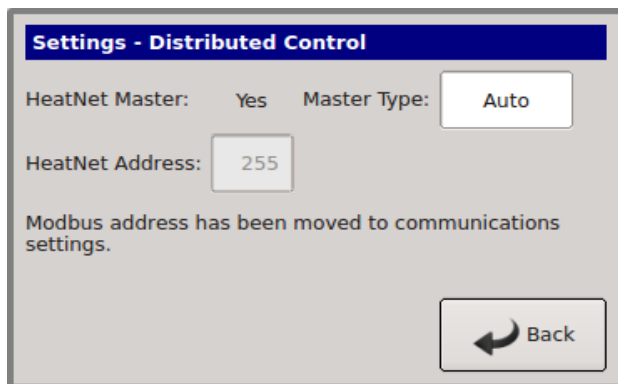 Settings - Distributed Control
HeatNet Master: Yes Master Type: Auto
HeatNet Address: 255
Modbus address has been moved to communications
settings.
Back